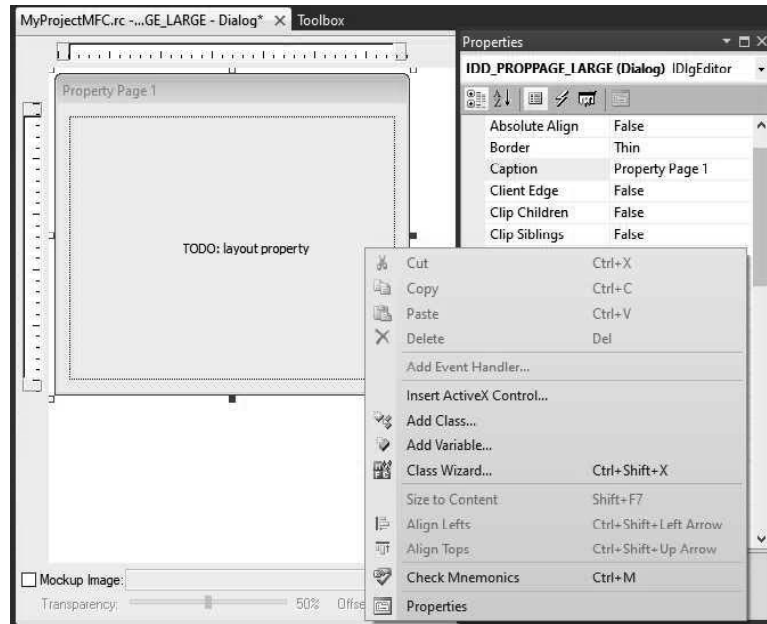 MyProjectMFC.rc -...GE_LARGE - Dialog* Toolbox
Properties
IDD_PROPPAGE_LARGE (Dialog) IDlgEditor
Property Page 1
Absolute Align False
Border Thin
Caption Property Page 1
Client Edge False
Clip Children False
Clip Siblings False
TODO: layout property
Cut Ctrl+X
Copy Ctrl+C
Paste Ctrl+V
Delete Del
Add Event Handler...
Insert ActiveX Control...
Add Class...
Add Variable...
Class Wizard... Ctrl+Shift+X
Size to Content Shift+F7
Align Lefts Ctrl+Shift+Left Arrow
Align Tops Ctrl+Shift+Up Arrow
Check Mnemonics Ctrl+M
Properties
Mockup Image:
Transparency: 50% Offse